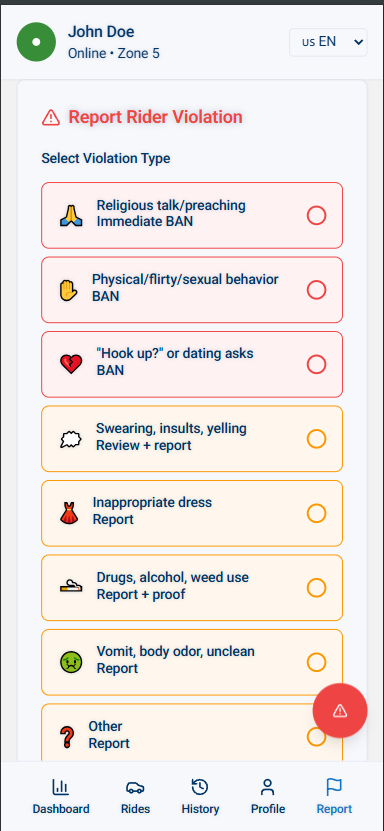 John Doe
Online • Zone 5
us EN
Report Rider Violation
Select Violation Type
Religious talk/preaching
Immediate BAN
Physical/flirty/sexual behavior
BAN
"Hook up?" or dating asks
BAN
Swearing, insults, yelling
Review + report
Inappropriate dress
Report
Drugs, alcohol, weed use
Report + proof
Vomit, body odor, unclean
Report
Other
Report
Dashboard
Rides
History
Profile
Report